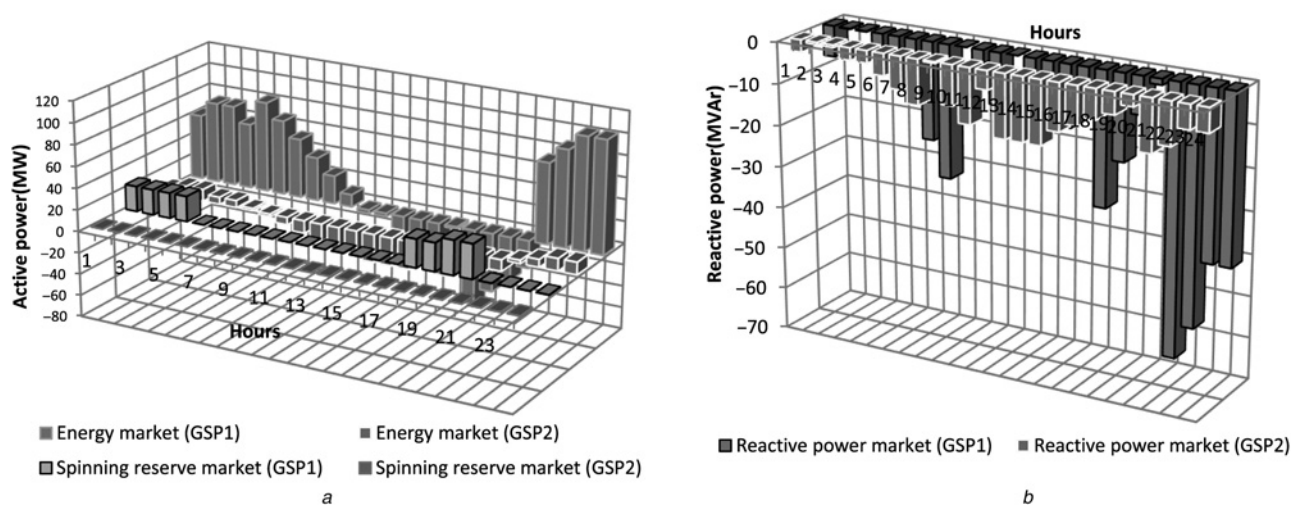 120
100
80
60
40
20
0
−20
−40
−60
−80
Active power(MW)
1
3
5
7
9
11
13
15
17
19
21
23
Hours
Energy market (GSP1)
Energy market (GSP2)
Spinning reserve market (GSP1)
Spinning reserve market (GSP2)
a
Hours
0
−10
−20
−30
−40
−50
−60
−70
Reactive power(MVAr)
1 2 3 4 5 6 7 8 9 10 11 12 13 14 15 16 17 18 19 20 21 22 23 24
Reactive power market (GSP1)
Reactive power market (GSP2)
b